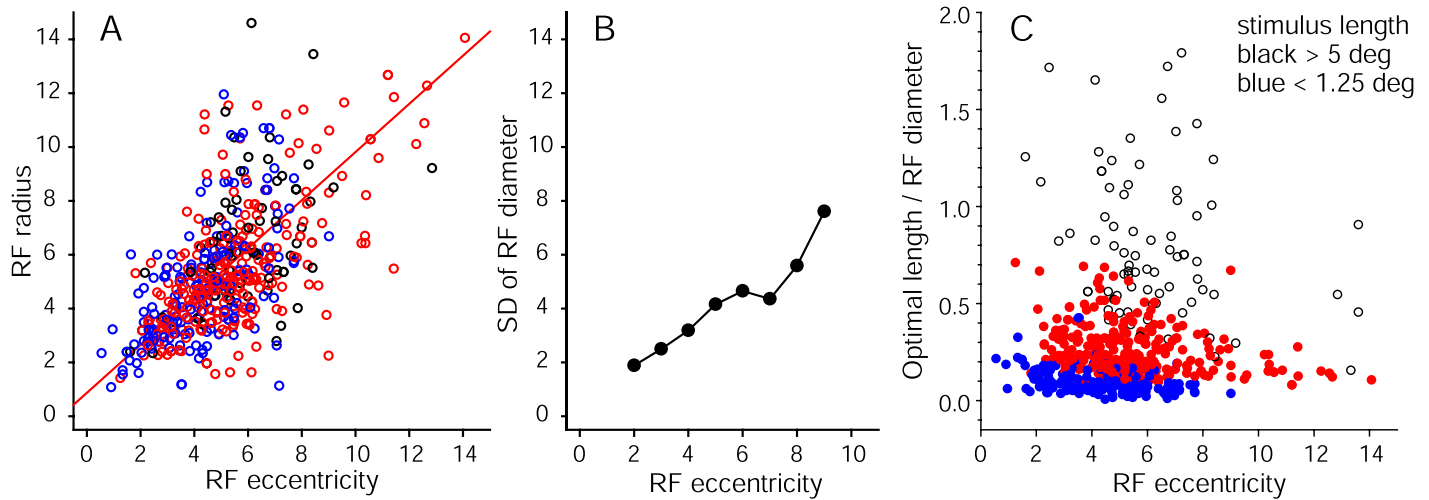 A
RF radius
14
12
10
8
6
4
2
0
0 2 4 6 8 10 12 14
RF eccentricity
B
SD of RF diameter
14
12
10
8
6
4
2
0
0 2 4 6 8 10
RF eccentricity
C
stimulus length
black > 5 deg
blue < 1.25 deg
Optimal length / RF diameter
2.0
1.5
1.0
0.5
0.0
0 2 4 6 8 10 12 14
RF eccentricity